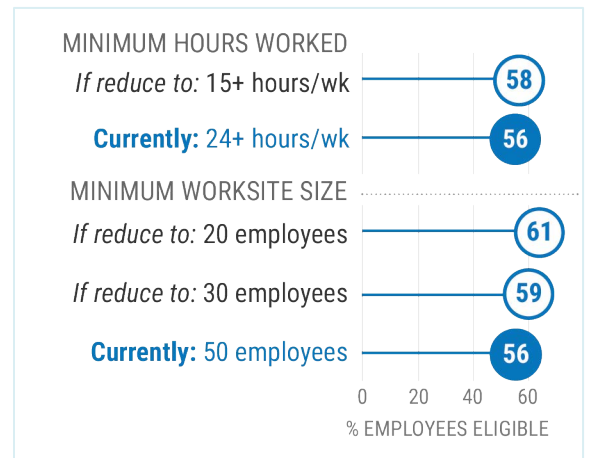 MINIMUM HOURS WORKED
If reduce to: 15+ hours/wk 58
Currently: 24+ hours/wk 56
MINIMUM WORKSITE SIZE
If reduce to: 20 employees 61
If reduce to: 30 employees 59
Currently: 50 employees 56
0 20 40 60
% EMPLOYEES ELIGIBLE